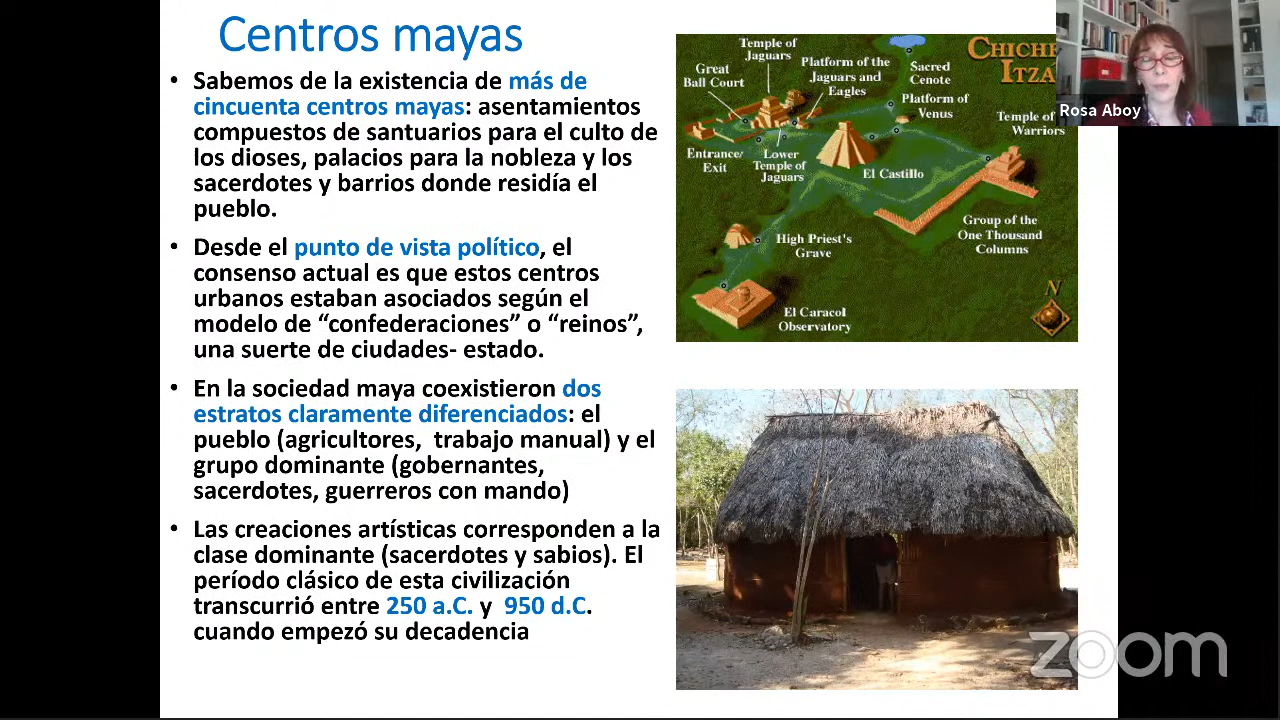 Centros mayas
• Sabemos de la existencia de más de
cincuenta centros mayas: asentamientos
compuestos de santuarios para el culto de
los dioses, palacios para la nobleza y los
sacerdotes y barrios donde residía el
pueblo.
• Desde el punto de vista político, el
consenso actual es que estos centros
urbanos estaban asociados según el
modelo de “confederaciones” o “reinos”,
una suerte de ciudades- estado.
• En la sociedad maya coexistieron dos
estratos claramente diferenciados: el
pueblo (agricultores, trabajo manual) y el
grupo dominante (gobernantes,
sacerdotes, guerreros con mando)
• Las creaciones artísticas corresponden a la
clase dominante (sacerdotes y sabios). El
período clásico de esta civilización
transcurrió entre 250 a.C. y 950 d.C.
cuando empezó su decadencia
Temple of
Jaguars
Great
Ball Court
Platform of the
Jaguars and
Eagles
Sacred
Cenote
CHICHE
ITZA
Platform of
Venus
Temple of
Warriors
Entrance/
Exit
Lower
Temple of
Jaguars
El Castillo
Group of the
One Thousand
Columns
High Priest's
Grave
El Caracol
Observatory
N
Rosa Aboy
zoom